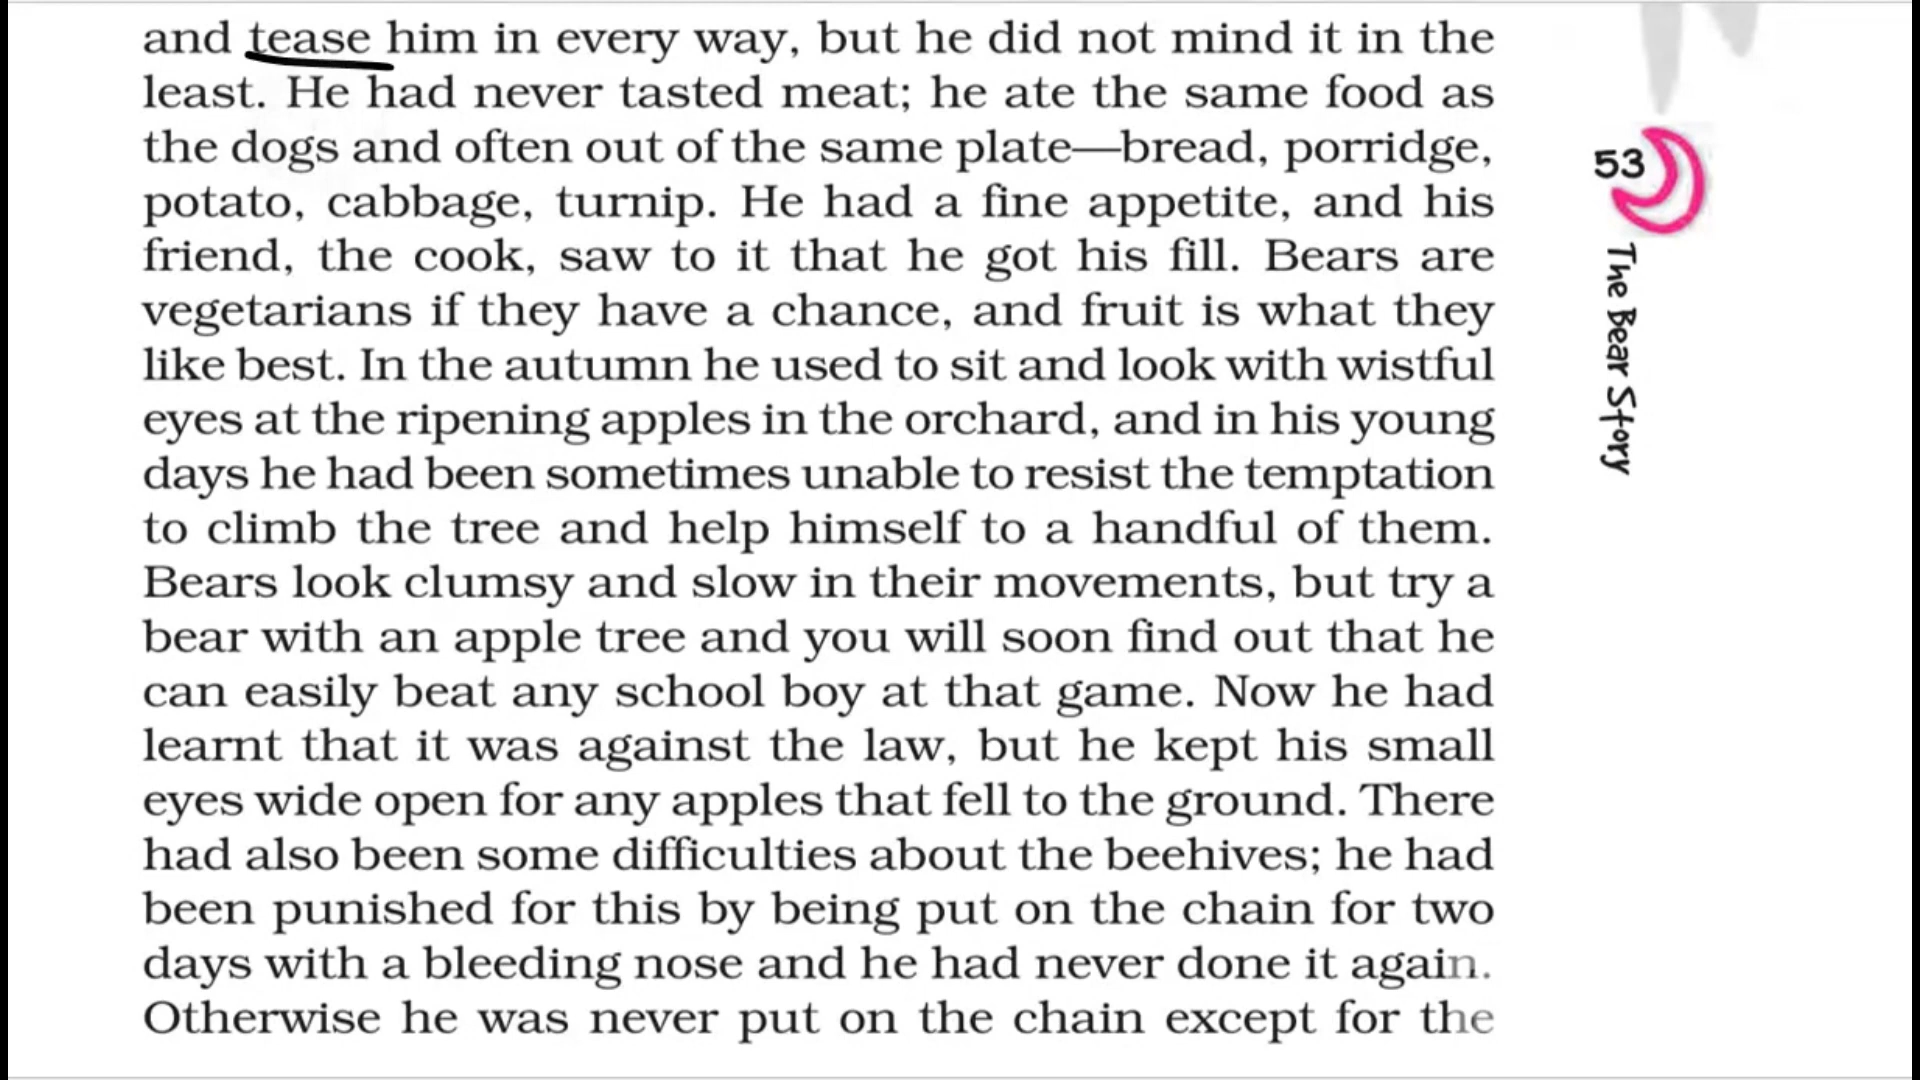 and tease him in every way, but he did not mind it in the
least. He had never tasted meat; he ate the same food as
the dogs and often out of the same plate—bread, porridge,
potato, cabbage, turnip. He had a fine appetite, and his
friend, the cook, saw to it that he got his fill. Bears are
vegetarians if they have a chance, and fruit is what they
like best. In the autumn he used to sit and look with wistful
eyes at the ripening apples in the orchard, and in his young
days he had been sometimes unable to resist the temptation
to climb the tree and help himself to a handful of them.
Bears look clumsy and slow in their movements, but try a
bear with an apple tree and you will soon find out that he
can easily beat any school boy at that game. Now he had
learnt that it was against the law, but he kept his small
eyes wide open for any apples that fell to the ground. There
had also been some difficulties about the beehives; he had
been punished for this by being put on the chain for two
days with a bleeding nose and he had never done it again.
Otherwise he was never put on the chain except for the
53
The Bear Story